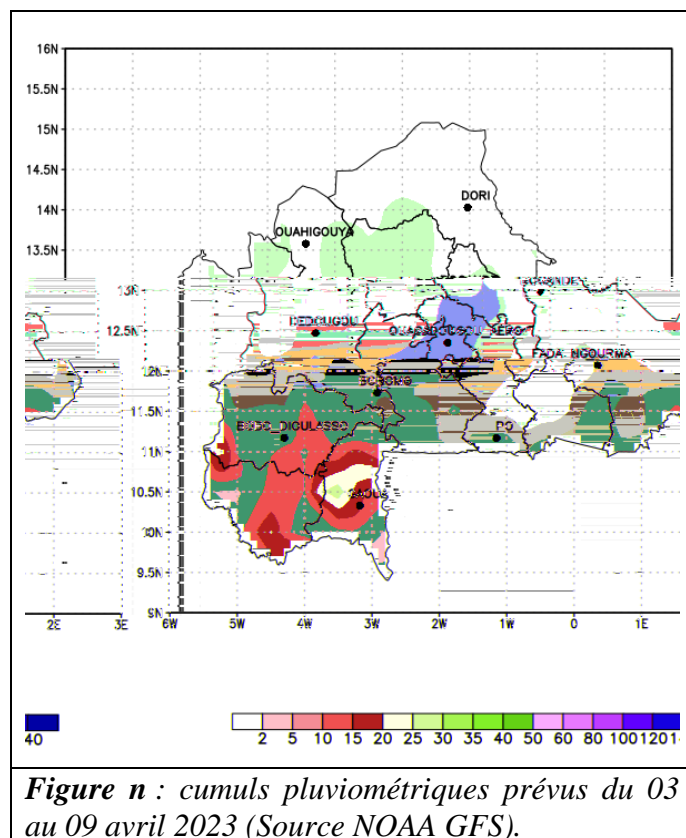 16N
15.5N
15N
14.5N
DORI
14N
OUAHIGOUYA
13.5N
13N
DEDOUGOU
12.5N
FADA_NGOURMA
12N
11.5N
BOBO_DIOULASSO
PO
11N
10.5N
GAOUA
10N
9.5N
9N
2E 3E 6W 5W 4W 3W 2W 1W 0 1E
40 2 5 10 15 20 25 30 35 40 50 60 80 100 120
Figure n : cumuls pluviométriques prévus du 03
au 09 avril 2023 (Source NOAA GFS).